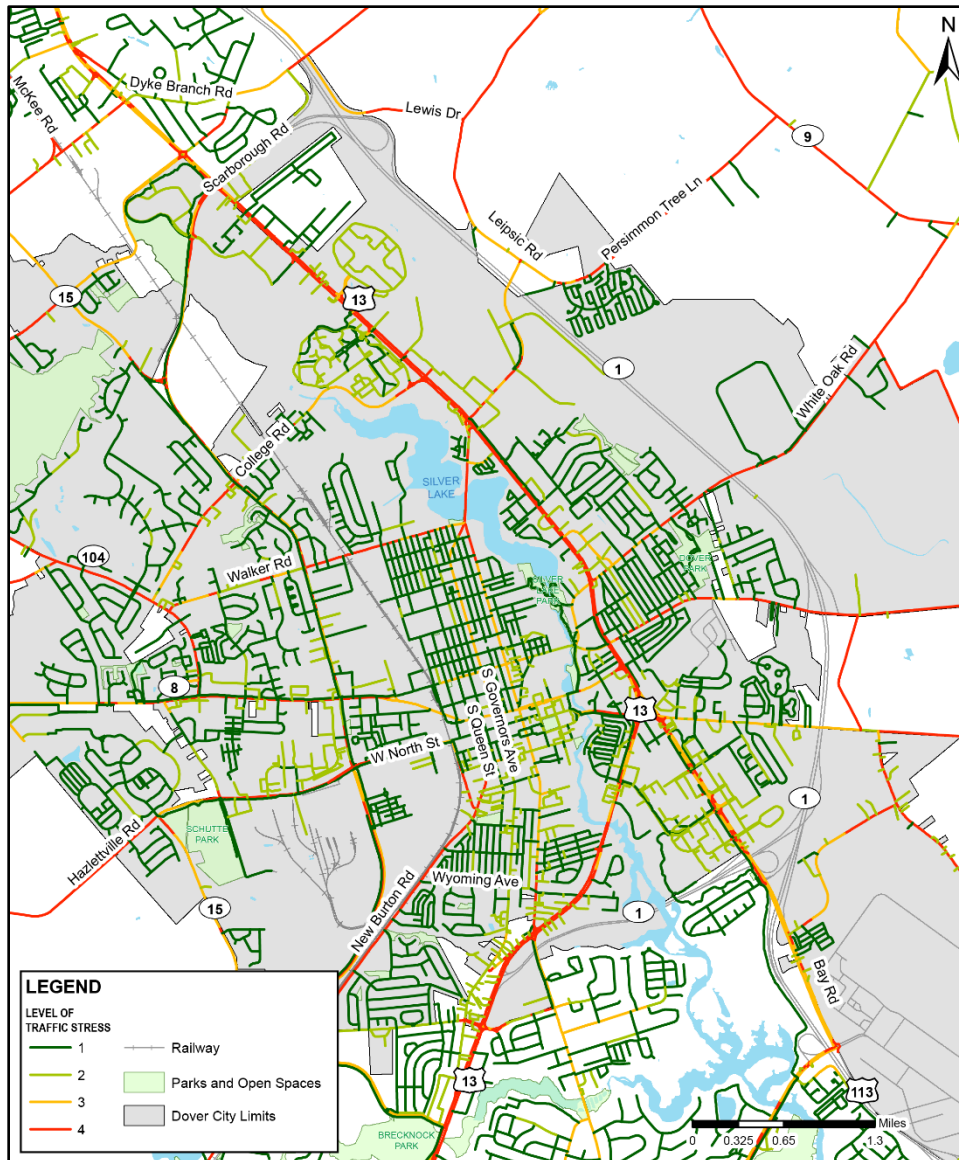 N
McKee Rd
Dyke Branch Rd
Lewis Dr
9
Scarborough Rd
Persimmon Tree Ln
Leipsic Rd
15
13
1
White Oak Rd
College Rd
SILVER
LAKE
104
Walker Rd
DOVER
PARK
SILVER
LAKE
PARK
8
S Governors Ave
S Queen St
13
W North St
1
Hazlettville Rd
SCHUTTE
PARK
Wyoming Ave
New Burton Rd
15
1
Bay Rd
13
113
BRECKNOCK
PARK
LEGEND
LEVEL OF
TRAFFIC STRESS
1
2
3
4
Railway
Parks and Open Spaces
Dover City Limits
Miles
0 0.325 0.65 1.3